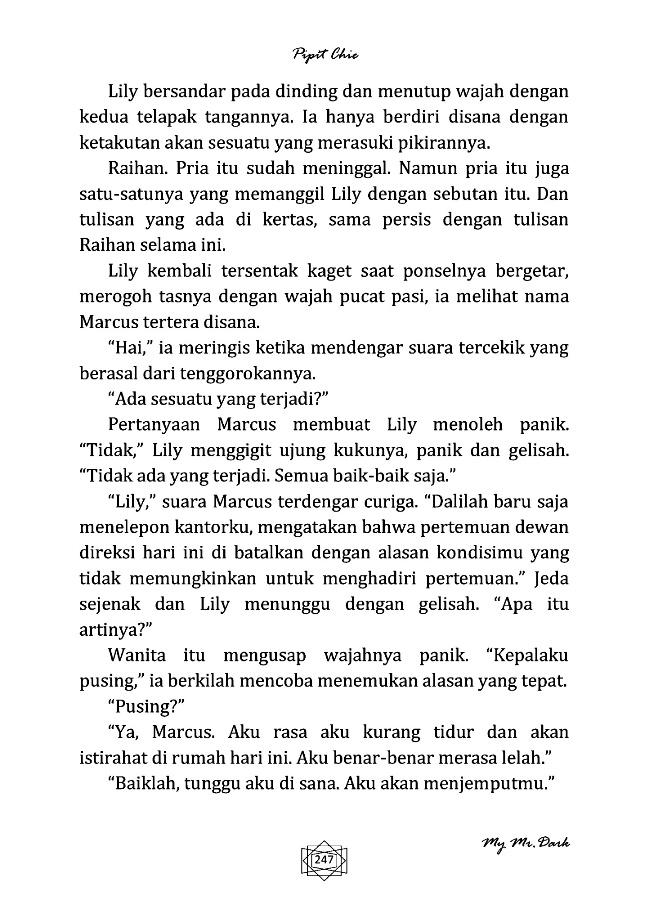 Pipit Chie
Lily bersandar pada dinding dan menutup wajah dengan
kedua telapak tangannya. Ia hanya berdiri disana dengan
ketakutan akan sesuatu yang merasuki pikirannya.
Raihan. Pria itu sudah meninggal. Namun pria itu juga
satu-satunya yang memanggil Lily dengan sebutan itu. Dan
tulisan yang ada di kertas, sama persis dengan tulisan
Raihan selama ini.
Lily kembali tersentak kaget saat ponselnya bergetar,
merogoh tasnya dengan wajah pucat pasi, ia melihat nama
Marcus tertera disana.
“Hai,” ia meringis ketika mendengar suara tercekik yang
berasal dari tenggorokannya.
“Ada sesuatu yang terjadi?”
Pertanyaan Marcus membuat Lily menoleh panik.
“Tidak,” Lily menggigit ujung kukunya, panik dan gelisah.
“Tidak ada yang terjadi. Semua baik-baik saja.”
“Lily,” suara Marcus terdengar curiga. “Dalilah baru saja
menelepon kantorku, mengatakan bahwa pertemuan dewan
direksi hari ini di batalkan dengan alasan kondisimu yang
tidak memungkinkan untuk menghadiri pertemuan.” Jeda
sejenak dan Lily menunggu dengan gelisah. “Apa itu
artinya?”
Wanita itu mengusap wajahnya panik. “Kepalaku
pusing,” ia berkilah mencoba menemukan alasan yang tepat.
“Pusing?”
“Ya, Marcus. Aku rasa aku kurang tidur dan akan
istirahat di rumah hari ini. Aku benar-benar merasa lelah.”
“Baiklah, tunggu aku di sana. Aku akan menjemputmu.”
My Mr. Dark
247